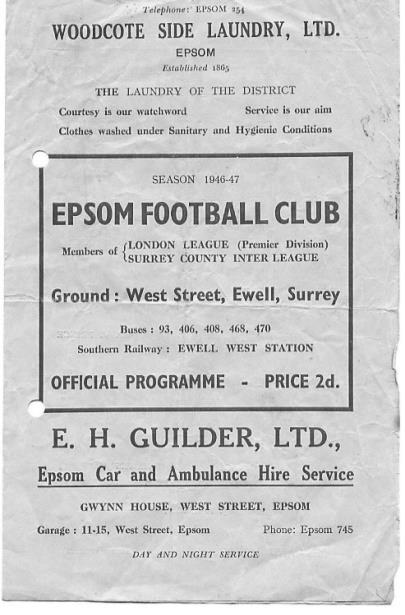 Telephone: EPSOM 254
WOODCOTE SIDE LAUNDRY, LTD.
EPSOM
Established 1865
THE LAUNDRY OF THE DISTRICT
Courtesy is our watchword Service is our aim
Clothes washed under Sanitary and Hygienic Conditions
SEASON 1946-47
EPSOM FOOTBALL CLUB
Members of { LONDON LEAGUE (Premier Division)
SURREY COUNTY INTER LEAGUE
Ground : West Street, Ewell, Surrey
Buses : 93, 406, 408, 468, 470
Southern Railway : EWELL WEST STATION
OFFICIAL PROGRAMME - PRICE 2d.
E. H. GUILDER, LTD.,
Epsom Car and Ambulance Hire Service
GWYNN HOUSE, WEST STREET, EPSOM
Garage : 11-15, West Street, Epsom Phone: Epsom 745
DAY AND NIGHT SERVICE